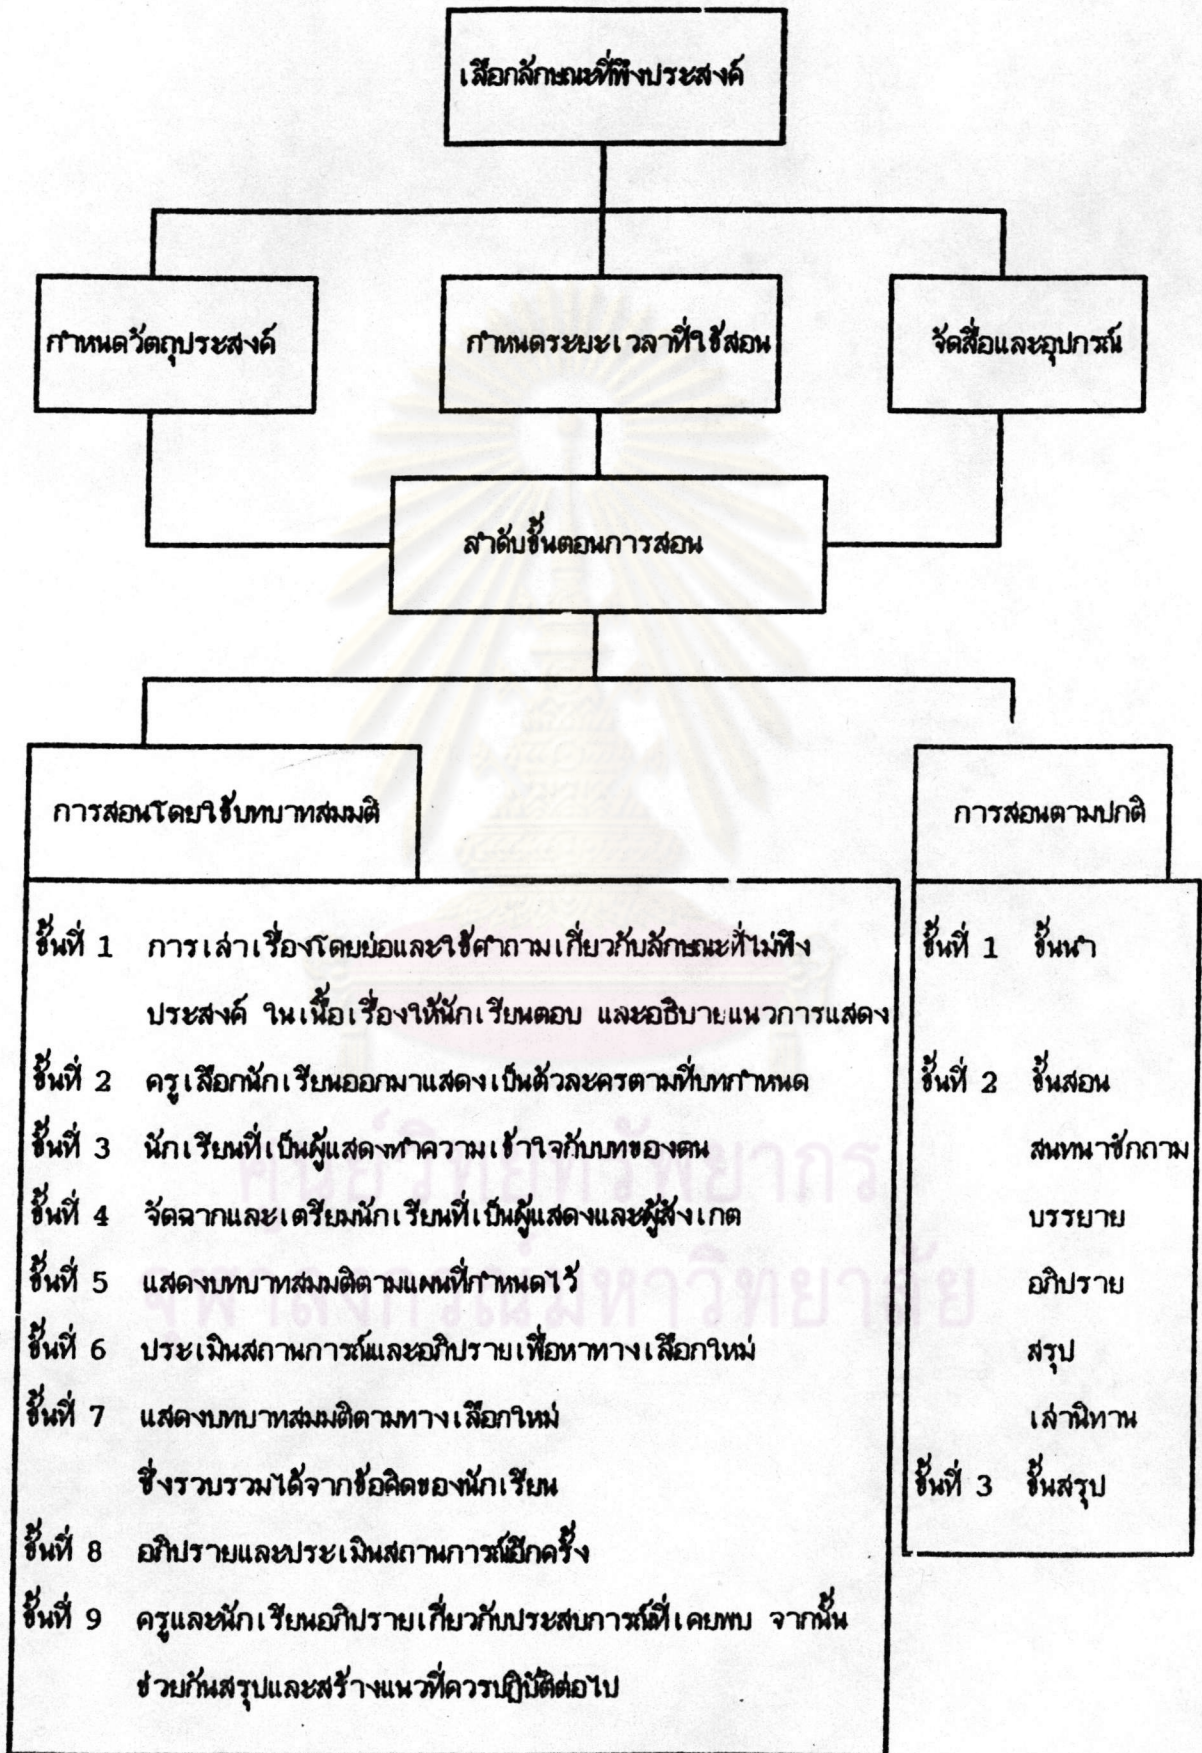 เลือกลักษณะที่พึงประสงค์
กำหนดวัตถุประสงค์
กำหนดระยะเวลาที่ใช้สอน
จัดสื่อและอุปกรณ์
ลำดับขั้นตอนการสอน
การสอนโดยใช้บทบาทสมมติ
ขั้นที่ 1 การเล่าเรื่องโดยย่อและใช้คำถามเกี่ยวกับลักษณะที่ไม่พึง
ประสงค์ ในเนื้อเรื่องให้นักเรียนตอบ และอธิบายแนวการแสดง
ขั้นที่ 2 ครูเลือกนักเรียนออกมาแสดงเป็นตัวละครตามที่บทกำหนด
ขั้นที่ 3 นักเรียนที่เป็นผู้แสดงทำความเข้าใจกับบทของตน
ขั้นที่ 4 จัดฉากและเตรียมนักเรียนที่เป็นผู้แสดงและผู้สังเกต
ขั้นที่ 5 แสดงบทบาทสมมติตามแผนที่กำหนดไว้
ขั้นที่ 6 ประเมินสถานการณ์และอภิปรายเพื่อหาทางเลือกใหม่
ขั้นที่ 7 แสดงบทบาทสมมติตามทางเลือกใหม่
ซึ่งรวบรวมได้จากข้อคิดของนักเรียน
ขั้นที่ 8 อภิปรายและประเมินสถานการณ์อีกครั้ง
ขั้นที่ 9 ครูและนักเรียนอภิปรายเกี่ยวกับประสบการณ์ที่เคยพบ จากนั้น
ช่วยกันสรุปและสร้างแนวที่ควรปฏิบัติต่อไป
การสอนตามปกติ
ขั้นที่ 1 ขั้นนำ
ขั้นที่ 2 ขั้นสอน
สนทนาซักถาม
บรรยาย
อภิปราย
สรุป
เล่านิทาน
ขั้นที่ 3 ขั้นสรุป
ศูนย์วิทยทรัพยากร
จุฬาลงกรณ์มหาวิทยาลัย